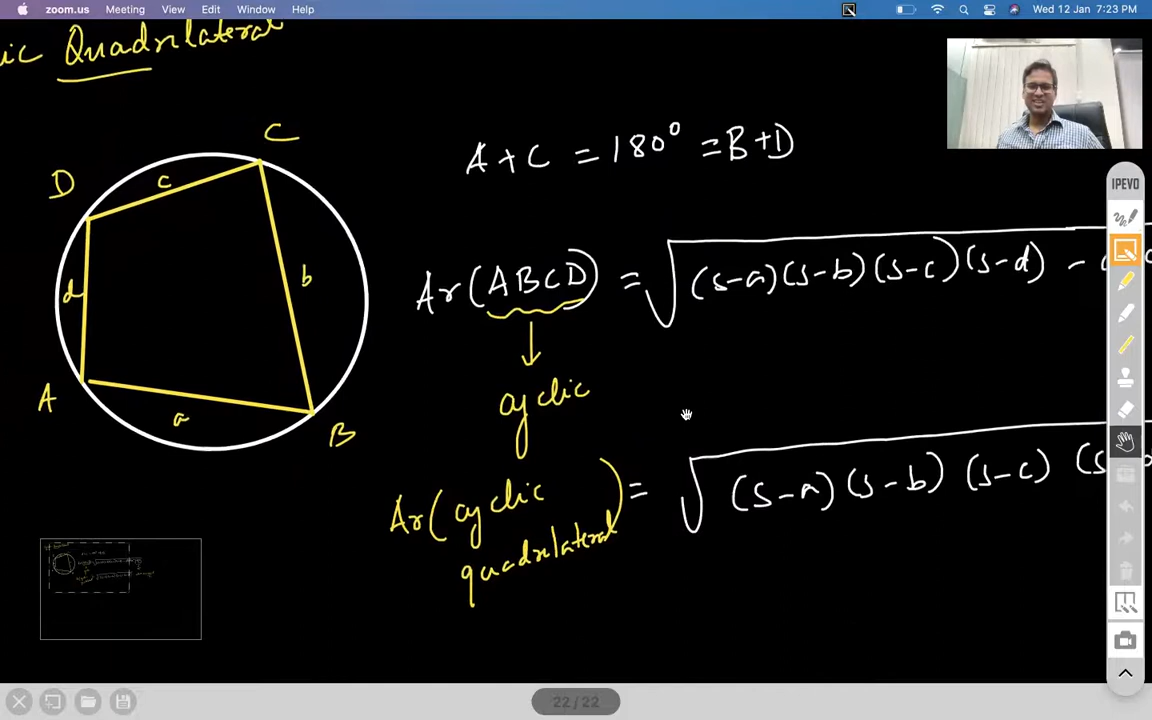 zoom.us Meeting View Edit Window Help Wed 12 Jan 7:23 PM
ic Quadrilateral
C
D
c
A + C = 180° = B + D
IPEVO
Ar(ABCD) = √(s-a)(s-b)(s-c)(s-d) -
d
b
cyclic
A
a
B
Ar(cyclic quadrilateral) = √(s-a)(s-b)(s-c)(s
22/22